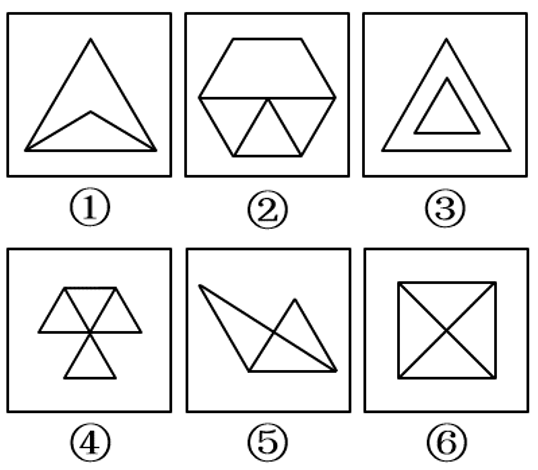 ① ② ③
④ ⑤ ⑥